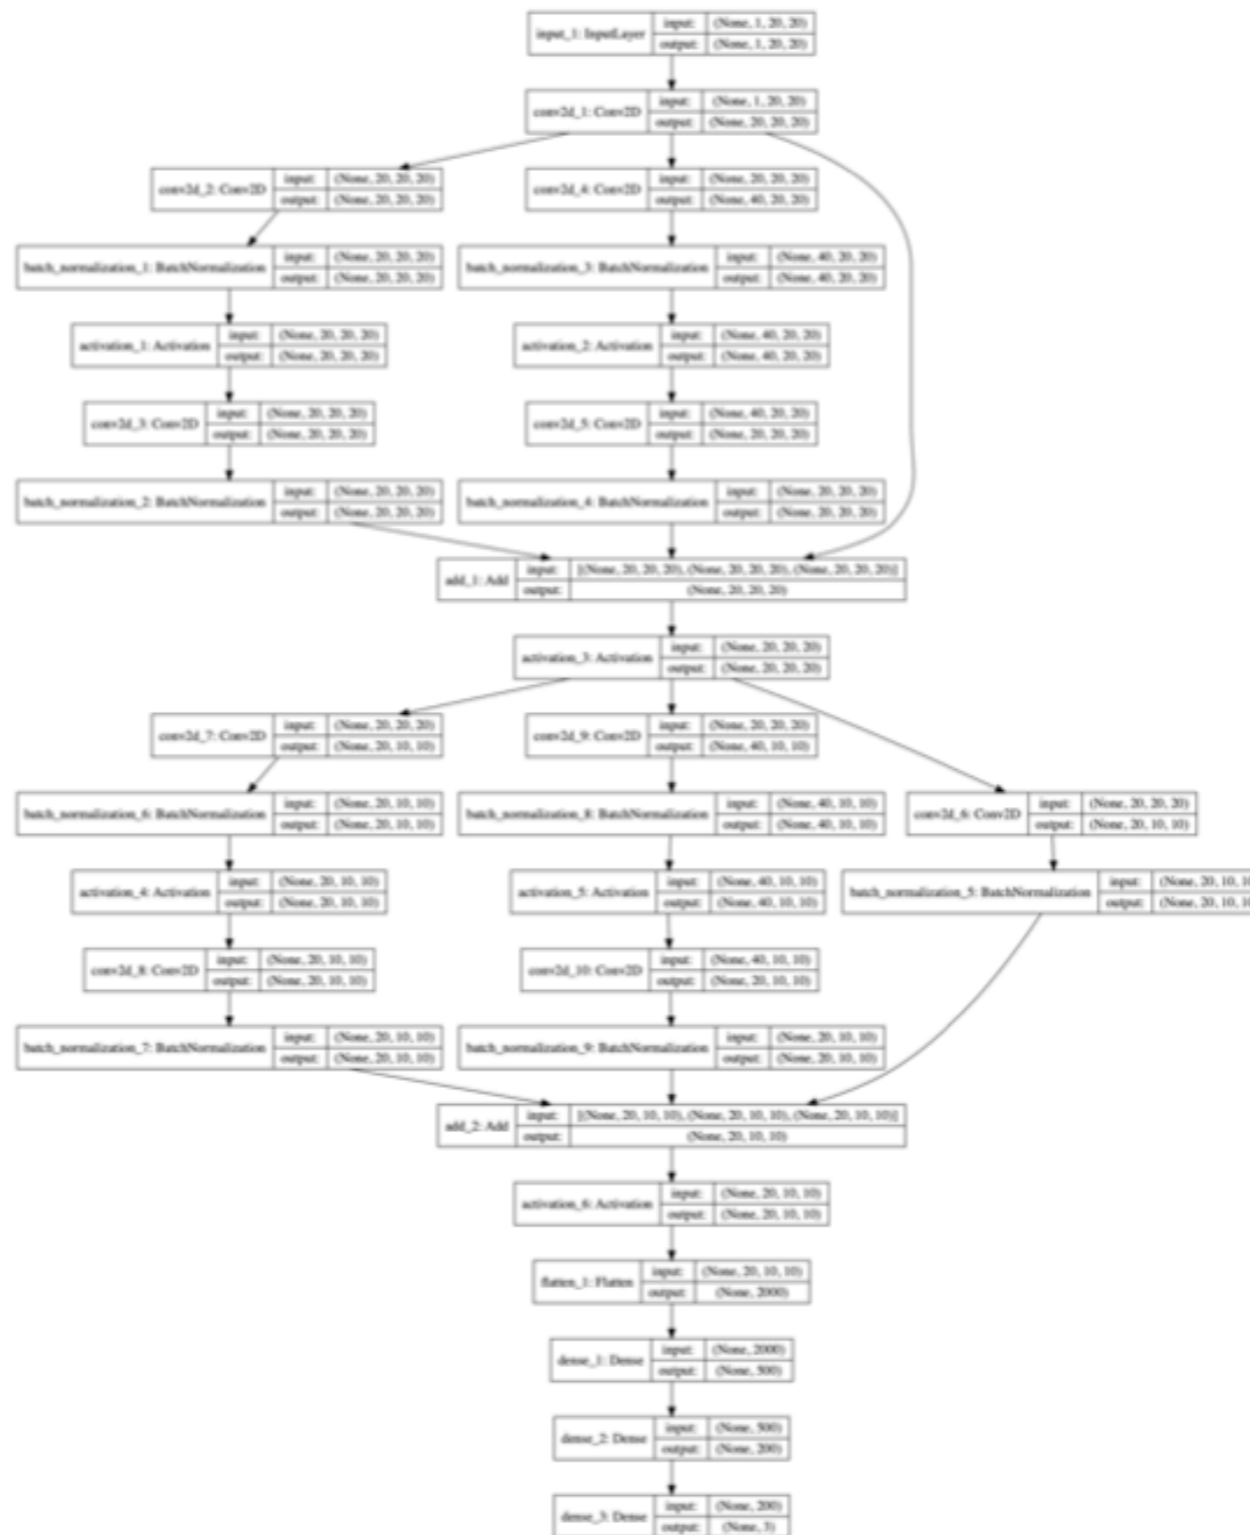 input_1: InputLayer input: (None, 1, 20, 20)
output: (None, 1, 20, 20)
conv2d_1: Conv2D input: (None, 1, 20, 20)
output: (None, 20, 20, 20)
conv2d_2: Conv2D input: (None, 20, 20, 20)
output: (None, 20, 20, 20)
conv2d_4: Conv2D input: (None, 20, 20, 20)
output: (None, 40, 20, 20)
batch_normalization_1: BatchNormalization input: (None, 20, 20, 20)
output: (None, 20, 20, 20)
batch_normalization_3: BatchNormalization input: (None, 40, 20, 20)
output: (None, 40, 20, 20)
activation_1: Activation input: (None, 20, 20, 20)
output: (None, 20, 20, 20)
activation_2: Activation input: (None, 40, 20, 20)
output: (None, 40, 20, 20)
conv2d_3: Conv2D input: (None, 20, 20, 20)
output: (None, 20, 20, 20)
conv2d_5: Conv2D input: (None, 40, 20, 20)
output: (None, 20, 20, 20)
batch_normalization_2: BatchNormalization input: (None, 20, 20, 20)
output: (None, 20, 20, 20)
batch_normalization_4: BatchNormalization input: (None, 20, 20, 20)
output: (None, 20, 20, 20)
add_1: Add input: [(None, 20, 20, 20), (None, 20, 20, 20), (None, 20, 20, 20)]
output: (None, 20, 20, 20)
activation_3: Activation input: (None, 20, 20, 20)
output: (None, 20, 20, 20)
conv2d_7: Conv2D input: (None, 20, 20, 20)
output: (None, 20, 10, 10)
conv2d_9: Conv2D input: (None, 20, 20, 20)
output: (None, 40, 10, 10)
batch_normalization_6: BatchNormalization input: (None, 20, 10, 10)
output: (None, 20, 10, 10)
batch_normalization_8: BatchNormalization input: (None, 40, 10, 10)
output: (None, 40, 10, 10)
conv2d_6: Conv2D input: (None, 20, 20, 20)
output: (None, 20, 10, 10)
activation_4: Activation input: (None, 20, 10, 10)
output: (None, 20, 10, 10)
activation_5: Activation input: (None, 40, 10, 10)
output: (None, 40, 10, 10)
batch_normalization_5: BatchNormalization input: (None, 20, 10, 10
output: (None, 20, 10, 10
conv2d_8: Conv2D input: (None, 20, 10, 10)
output: (None, 20, 10, 10)
conv2d_10: Conv2D input: (None, 40, 10, 10)
output: (None, 20, 10, 10)
batch_normalization_7: BatchNormalization input: (None, 20, 10, 10)
output: (None, 20, 10, 10)
batch_normalization_9: BatchNormalization input: (None, 20, 10, 10)
output: (None, 20, 10, 10)
add_2: Add input: [(None, 20, 10, 10), (None, 20, 10, 10), (None, 20, 10, 10)]
output: (None, 20, 10, 10)
activation_6: Activation input: (None, 20, 10, 10)
output: (None, 20, 10, 10)
flatten_1: Flatten input: (None, 20, 10, 10)
output: (None, 2000)
dense_1: Dense input: (None, 2000)
output: (None, 500)
dense_2: Dense input: (None, 500)
output: (None, 200)
dense_3: Dense input: (None, 200)
output: (None, 3)